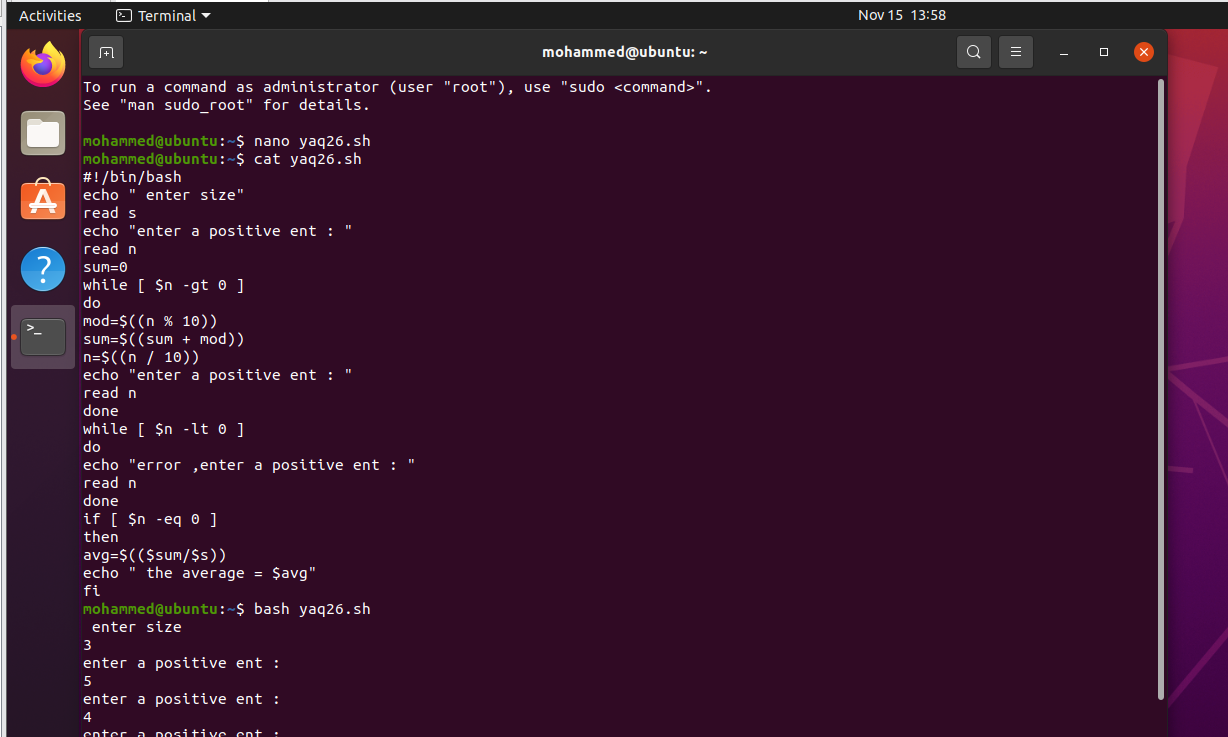 Activities
Terminal
Nov 15 13:58
mohammed@ubuntu: ~
To run a command as administrator (user "root"), use "sudo <command>".
See "man sudo_root" for details.
mohammed@ubuntu:~$ nano yaq26.sh
mohammed@ubuntu:~$ cat yaq26.sh
#!/bin/bash
echo " enter size"
read s
echo "enter a positive ent : "
read n
sum=0
while [ $n -gt 0 ]
do
mod=$((n % 10))
sum=$((sum + mod))
n=$((n / 10))
echo "enter a positive ent : "
read n
done
while [ $n -lt 0 ]
do
echo "error ,enter a positive ent : "
read n
done
if [ $n -eq 0 ]
then
avg=$(($sum/$s))
echo " the average = $avg"
fi
mohammed@ubuntu:~$ bash yaq26.sh
 enter size
3
enter a positive ent :
5
enter a positive ent :
4
enter a positive ent :